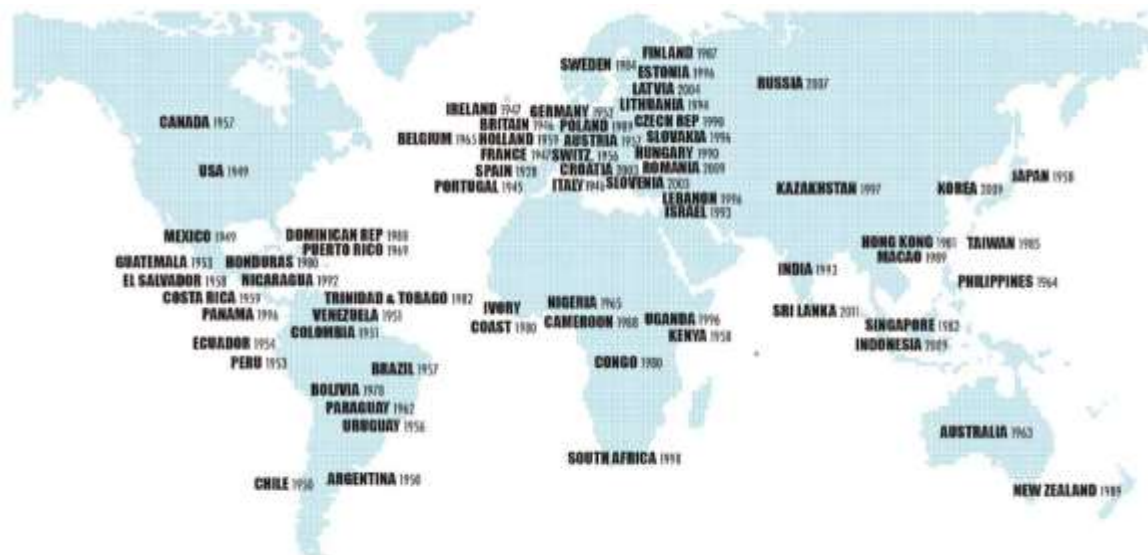 FINLAND 1987
SWEDEN 1984
ESTONIA 1996
RUSSIA 2007
LATVIA 2004
IRELAND 1947
GERMANY 1952
LITHUANIA 1994
CANADA 1957
BRITAIN 1946
POLAND 1989
CZECH REP 1990
BELGIUM 1965
HOLLAND 1959
AUSTRIA 1957
SLOVAKIA 1996
FRANCE 1947
SWITZ. 1956
HUNGARY 1990
USA 1949
SPAIN 1928
CROATIA 2003
ROMANIA 2009
JAPAN 1958
PORTUGAL 1945
ITALY
SLOVENIA 2003
KAZAKHSTAN 1997
KOREA 2009
LEBANON 1996
ISRAEL 1993
MEXICO 1949
DOMINICAN REP 1988
PUERTO RICO 1969
HONG KONG 1981
TAIWAN 1985
GUATEMALA 1953
HONDURAS 1980
MACAO 1989
INDIA 1993
EL SALVADOR 1958
NICARAGUA 1992
PHILIPPINES 1964
COSTA RICA 1959
TRINIDAD & TOBAGO 1982
IVORY
COAST 1980
NIGERIA 1965
PANAMA 1996
VENEZUELA 1951
CAMEROON 1988
UGANDA 1996
SRI LANKA 2011
COLOMBIA 1951
KENYA 1958
SINGAPORE 1982
ECUADOR 1954
INDONESIA 2009
PERU 1953
BRAZIL 1957
CONGO 1980
BOLIVIA 1978
PARAGUAY 1962
URUGUAY 1956
AUSTRALIA 1963
SOUTH AFRICA 1998
CHILE 1950
ARGENTINA 1950
NEW ZEALAND 1989